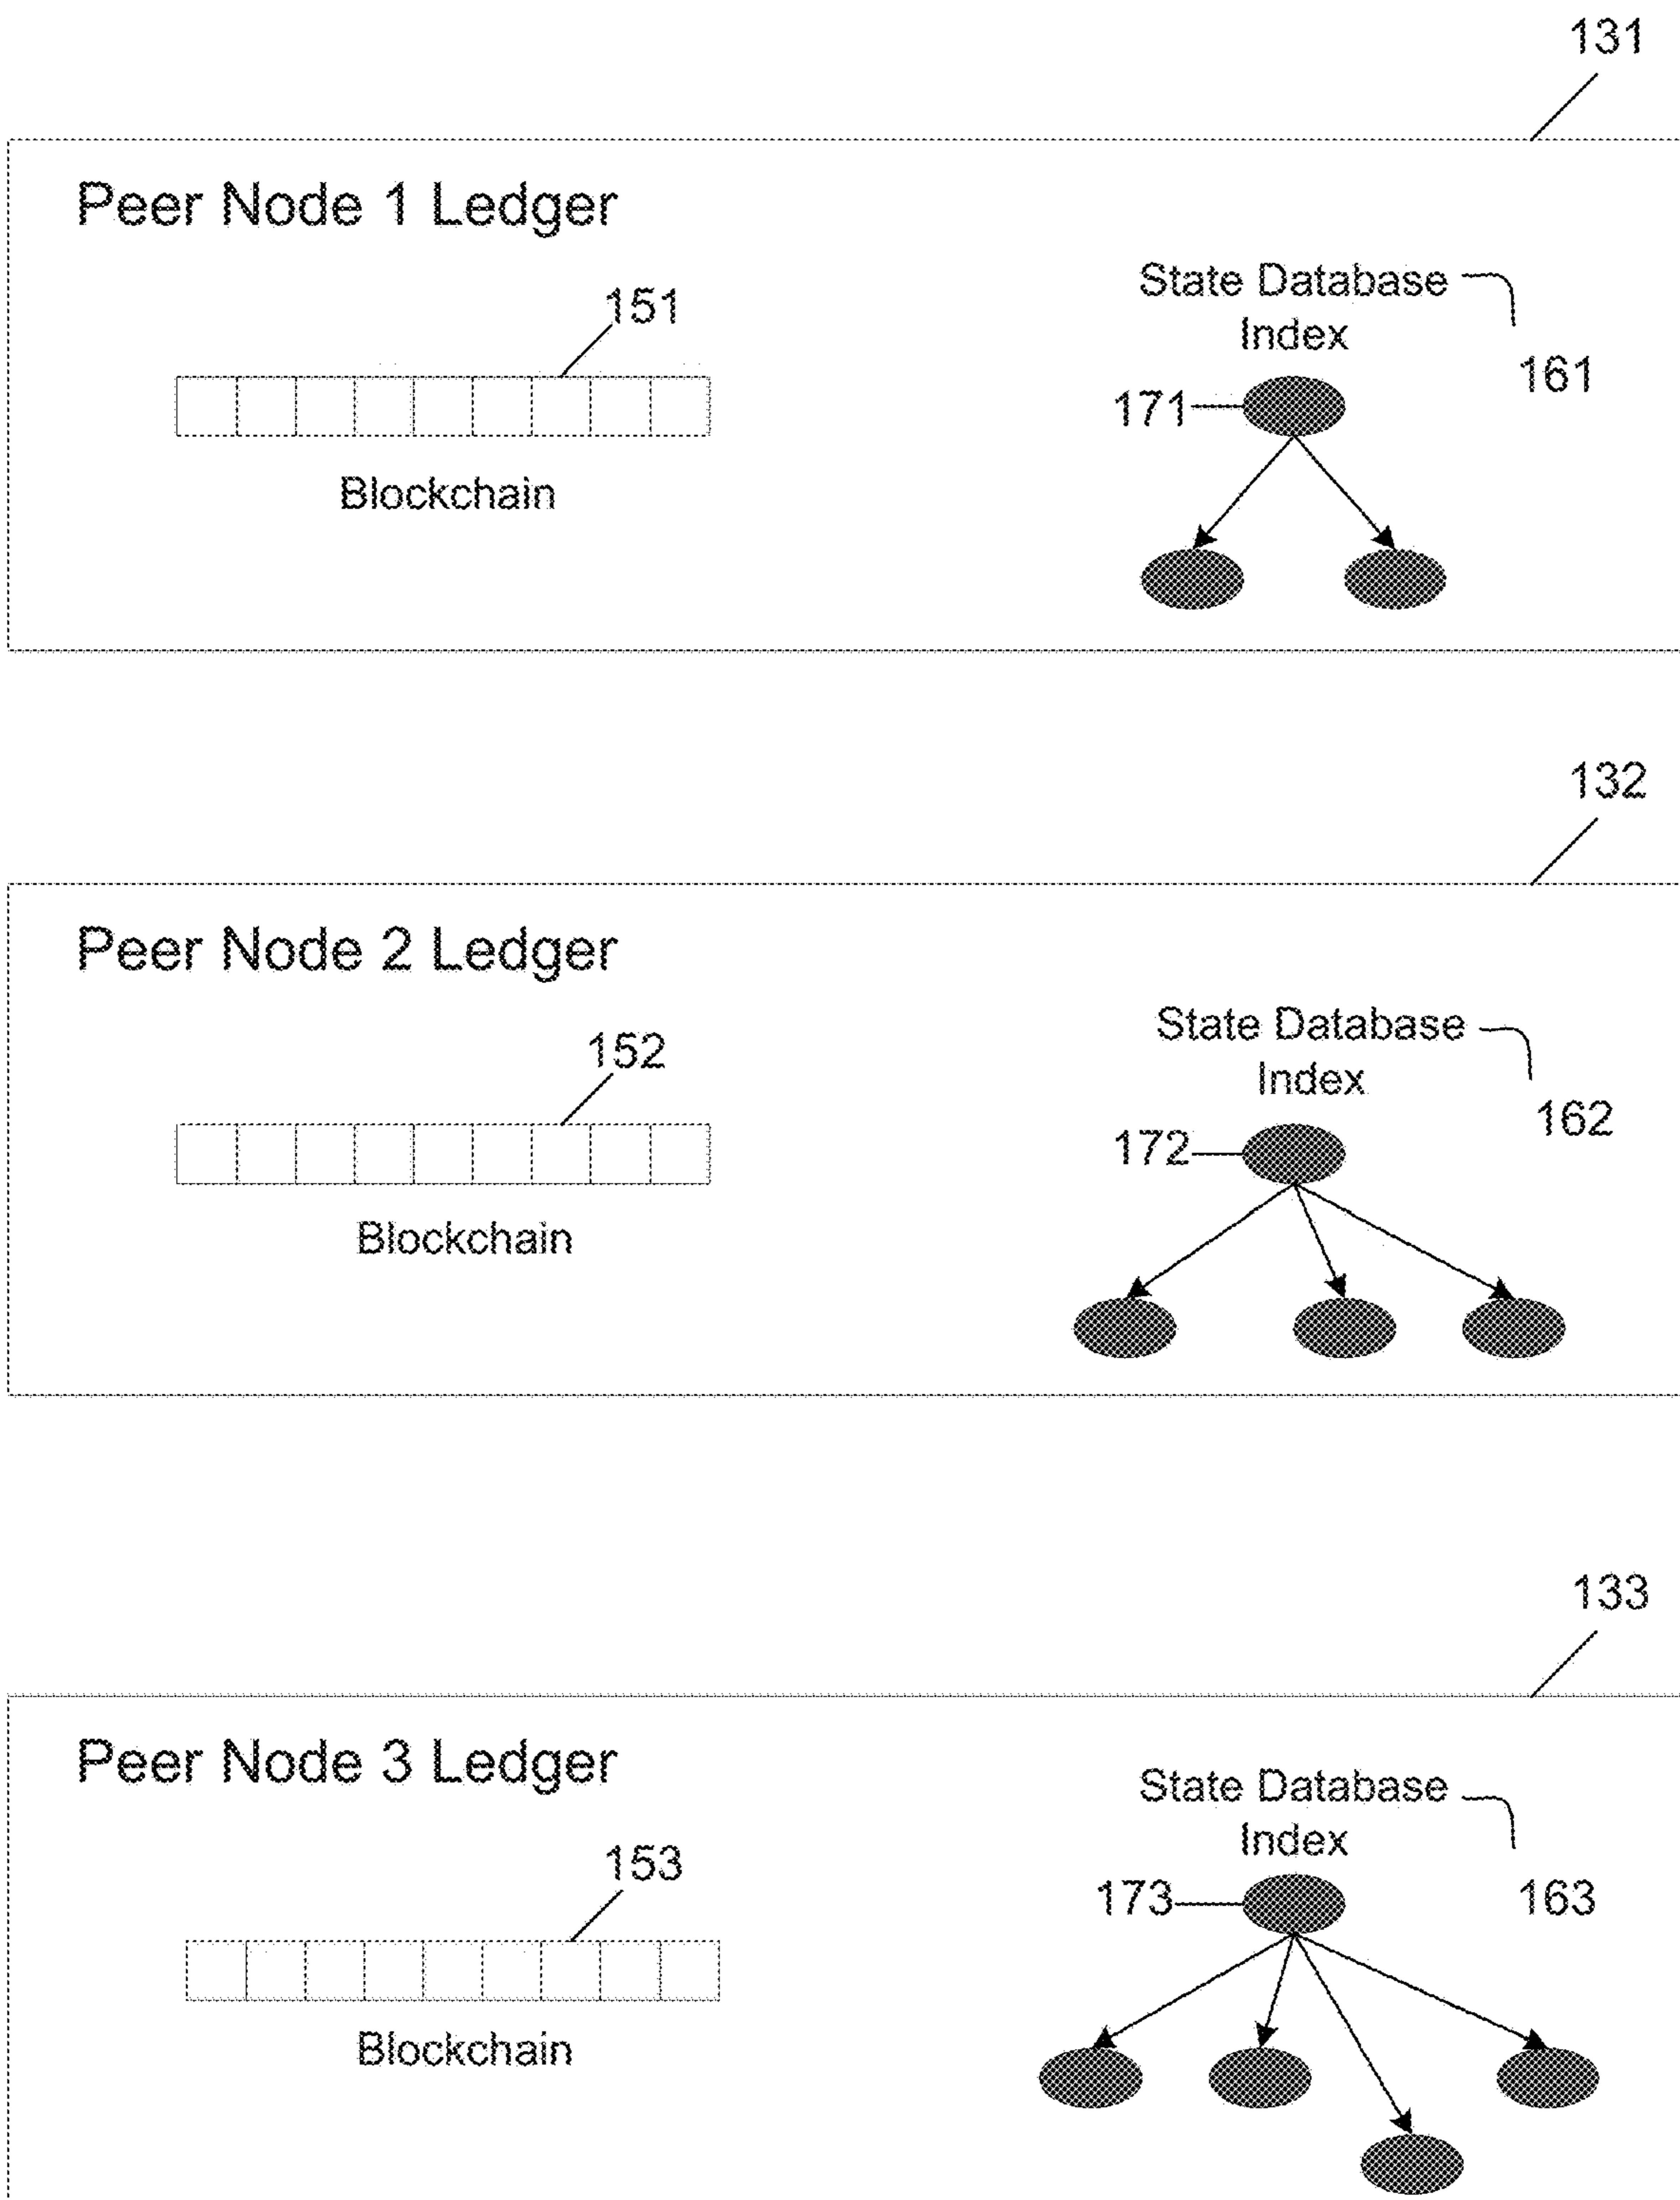 131
Peer Node 1 Ledger
State Database
Index
151
161
171
Blockchain
132
Peer Node 2 Ledger
State Database
Index
152
162
172
Blockchain
133
Peer Node 3 Ledger
State Database
Index
153
163
173
Blockchain